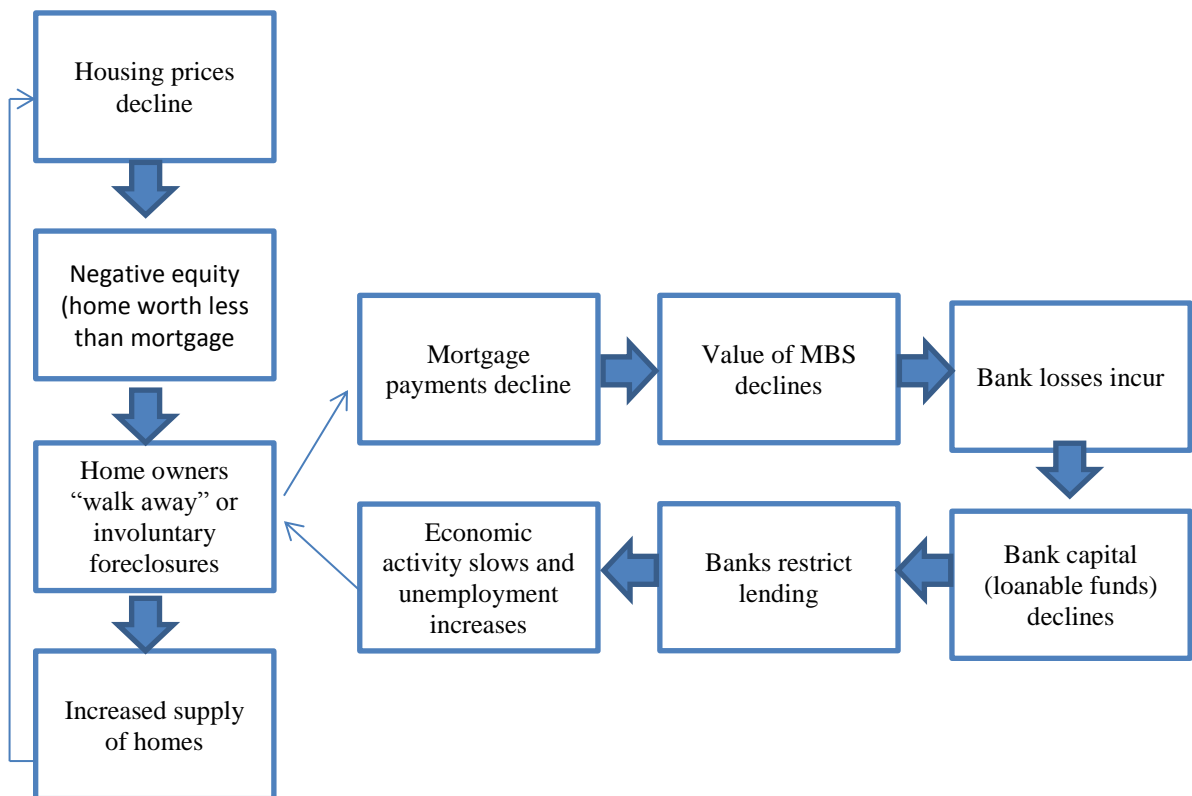 Housing prices
decline
Negative equity
(home worth less
than mortgage
Home owners
“walk away” or
involuntary
foreclosures
Increased supply
of homes
Mortgage
payments decline
Value of MBS
declines
Bank losses incur
Bank capital
(loanable funds)
declines
Banks restrict
lending
Economic
activity slows and
unemployment
increases